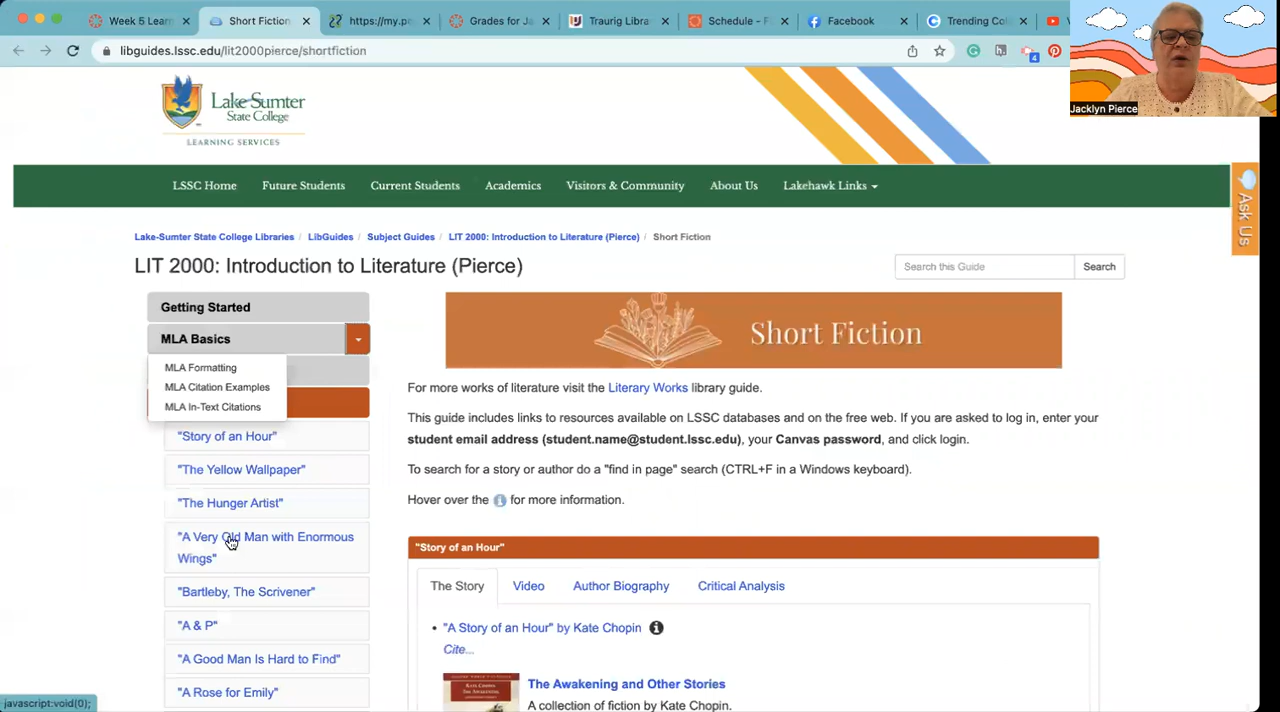 Week 5 Learn
Short Fiction
https://my.pi
Grades for Ja
Traurig Libra
Schedule - F
Facebook
Trending Col
libguides.lssc.edu/lit2000pierce/shortfiction
4
Jacklyn Pierce
Lake-Sumter
State College
LEARNING SERVICES
LSSC Home
Future Students
Current Students
Academics
Visitors & Community
About Us
Lakehawk Links
Ask Us
Lake-Sumter State College Libraries / LibGuides / Subject Guides / LIT 2000: Introduction to Literature (Pierce) / Short Fiction
LIT 2000: Introduction to Literature (Pierce)
Search this Guide
Search
Getting Started
MLA Basics
MLA Formatting
MLA Citation Examples
MLA In-Text Citations
"Story of an Hour"
"The Yellow Wallpaper"
"The Hunger Artist"
"A Very Old Man with Enormous
Wings"
"Bartleby, The Scrivener"
"A & P"
"A Good Man Is Hard to Find"
"A Rose for Emily"
Short Fiction
For more works of literature visit the Literary Works library guide.
This guide includes links to resources available on LSSC databases and on the free web. If you are asked to log in, enter your
student email address (student.name@student.lssc.edu), your Canvas password, and click login.
To search for a story or author do a "find in page" search (CTRL+F in a Windows keyboard).
Hover over the i for more information.
"Story of an Hour"
The Story
Video
Author Biography
Critical Analysis
• "A Story of an Hour" by Kate Chopin
Cite...
KATE CHOPIN
The Awakening and Other Stories
A collection of fiction by Kate Chopin.
javascript:void(0);